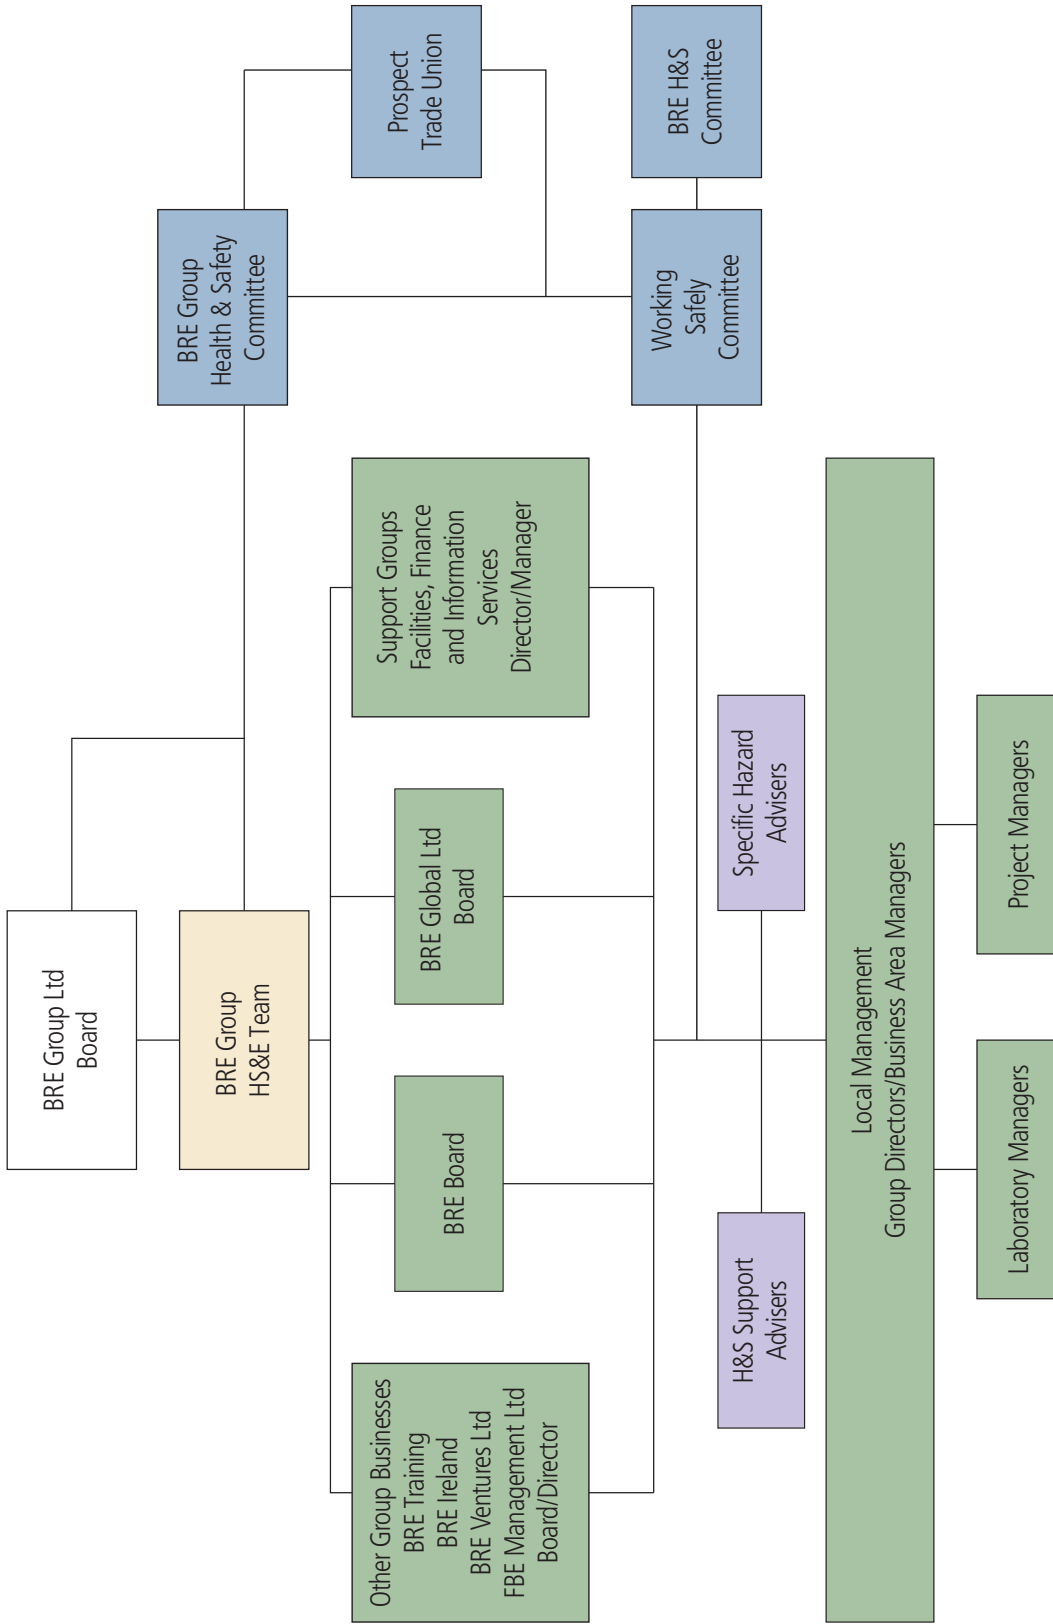 BRE Group Ltd
Board
BRE Group
HS&E Team
BRE Group
Health & Safety
Committee
Prospect
Trade Union
Other Group Businesses
BRE Training
BRE Ireland
BRE Ventures Ltd
FBE Management Ltd
Board/Director
BRE Board
BRE Global Ltd
Board
Support Groups
Facilities, Finance
and Information
Services
Director/Manager
Working
Safely
Committee
BRE H&S
Committee
H&S Support
Advisers
Specific Hazard
Advisers
Local Management
Group Directors/Business Area Managers
Laboratory Managers
Project Managers